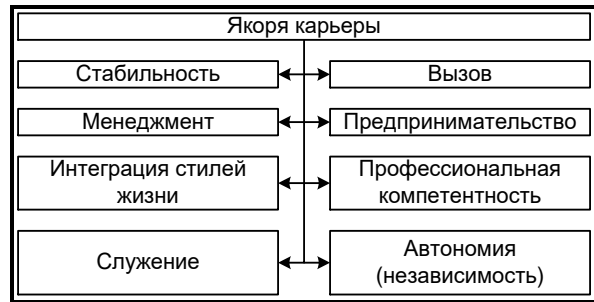 Якоря карьеры
Стабильность
Вызов
Менеджмент
Предпринимательство
Интеграция стилей
жизни
Профессиональная
компетентность
Служение
Автономия
(независимость)